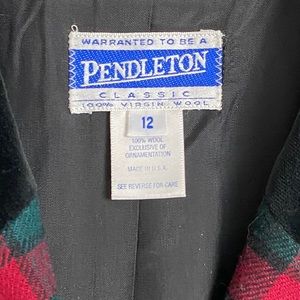 WARRANTED TO BE A
PENDLETON
CLASSIC
100% VIRGIN WOOL
12
100% WOOL
EXCLUSIVE OF
ORNAMENTATION
MADE IN U.S.A.
SEE REVERSE FOR CARE